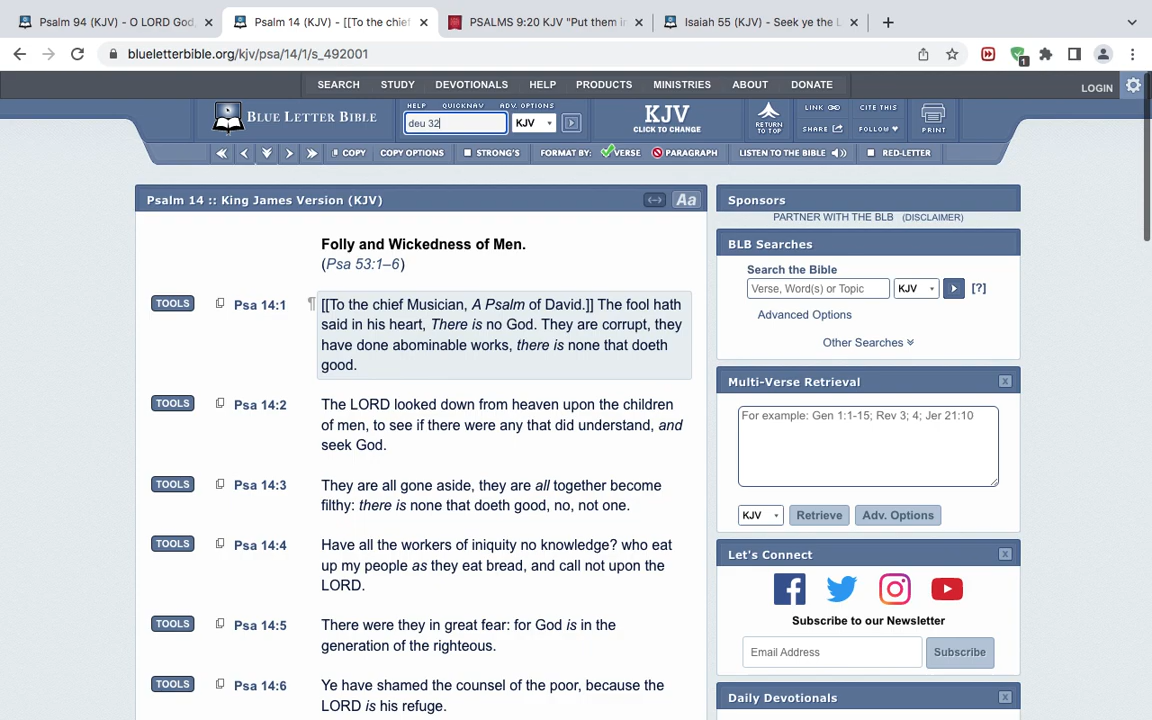 Psalm 94 (KJV) - O LORD God,
Psalm 14 (KJV) - [[To the chief
PSALMS 9:20 KJV "Put them in
Isaiah 55 (KJV) - Seek ye the L
blueletterbible.org/kjv/psa/14/1/s_492001
1
SEARCH STUDY DEVOTIONALS HELP PRODUCTS MINISTRIES ABOUT DONATE
LOGIN
BLUE LETTER BIBLE
HELP QUICKNAV ADV. OPTIONS
deu 32
KJV
KJV
CLICK TO CHANGE
RETURN
TO TOP
LINK
CITE THIS
SHARE
FOLLOW
PRINT
COPY COPY OPTIONS STRONG'S FORMAT BY: VERSE PARAGRAPH LISTEN TO THE BIBLE RED-LETTER
Psalm 14 :: King James Version (KJV)
Aa
Folly and Wickedness of Men.
(Psa 53:1–6)
TOOLS Psa 14:1 ¶ [[To the chief Musician, A Psalm of David.]] The fool hath
said in his heart, There is no God. They are corrupt, they
have done abominable works, there is none that doeth
good.
TOOLS Psa 14:2 The LORD looked down from heaven upon the children
of men, to see if there were any that did understand, and
seek God.
TOOLS Psa 14:3 They are all gone aside, they are all together become
filthy: there is none that doeth good, no, not one.
TOOLS Psa 14:4 Have all the workers of iniquity no knowledge? who eat
up my people as they eat bread, and call not upon the
LORD.
TOOLS Psa 14:5 There were they in great fear: for God is in the
generation of the righteous.
TOOLS Psa 14:6 Ye have shamed the counsel of the poor, because the
LORD is his refuge.
Sponsors
PARTNER WITH THE BLB (DISCLAIMER)
BLB Searches
Search the Bible
Verse, Word(s) or Topic KJV [?]
Advanced Options
Other Searches
Multi-Verse Retrieval x
For example: Gen 1:1-15; Rev 3; 4; Jer 21:10
KJV Retrieve Adv. Options
Let's Connect x
Subscribe to our Newsletter
Email Address Subscribe
Daily Devotionals x